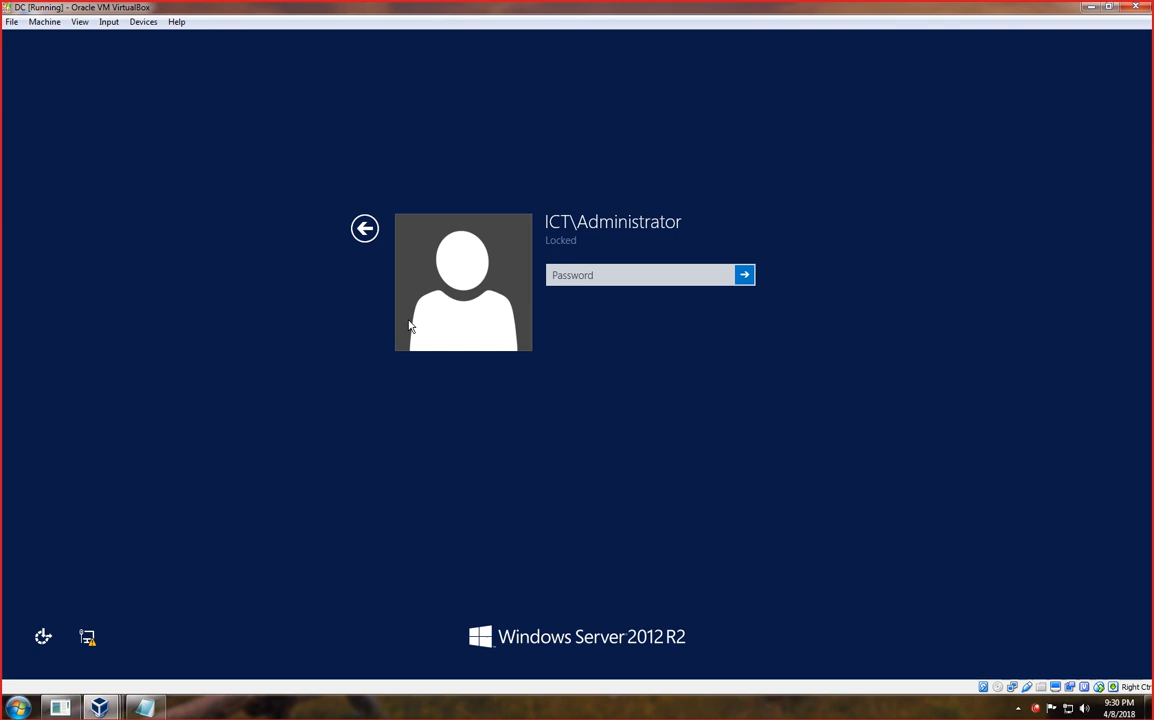 DC [Running] - Oracle VM VirtualBox
File Machine View Input Devices Help
ICT\Administrator
Locked
Password
Windows Server 2012 R2
Right Ctr
9:30 PM
4/8/2018